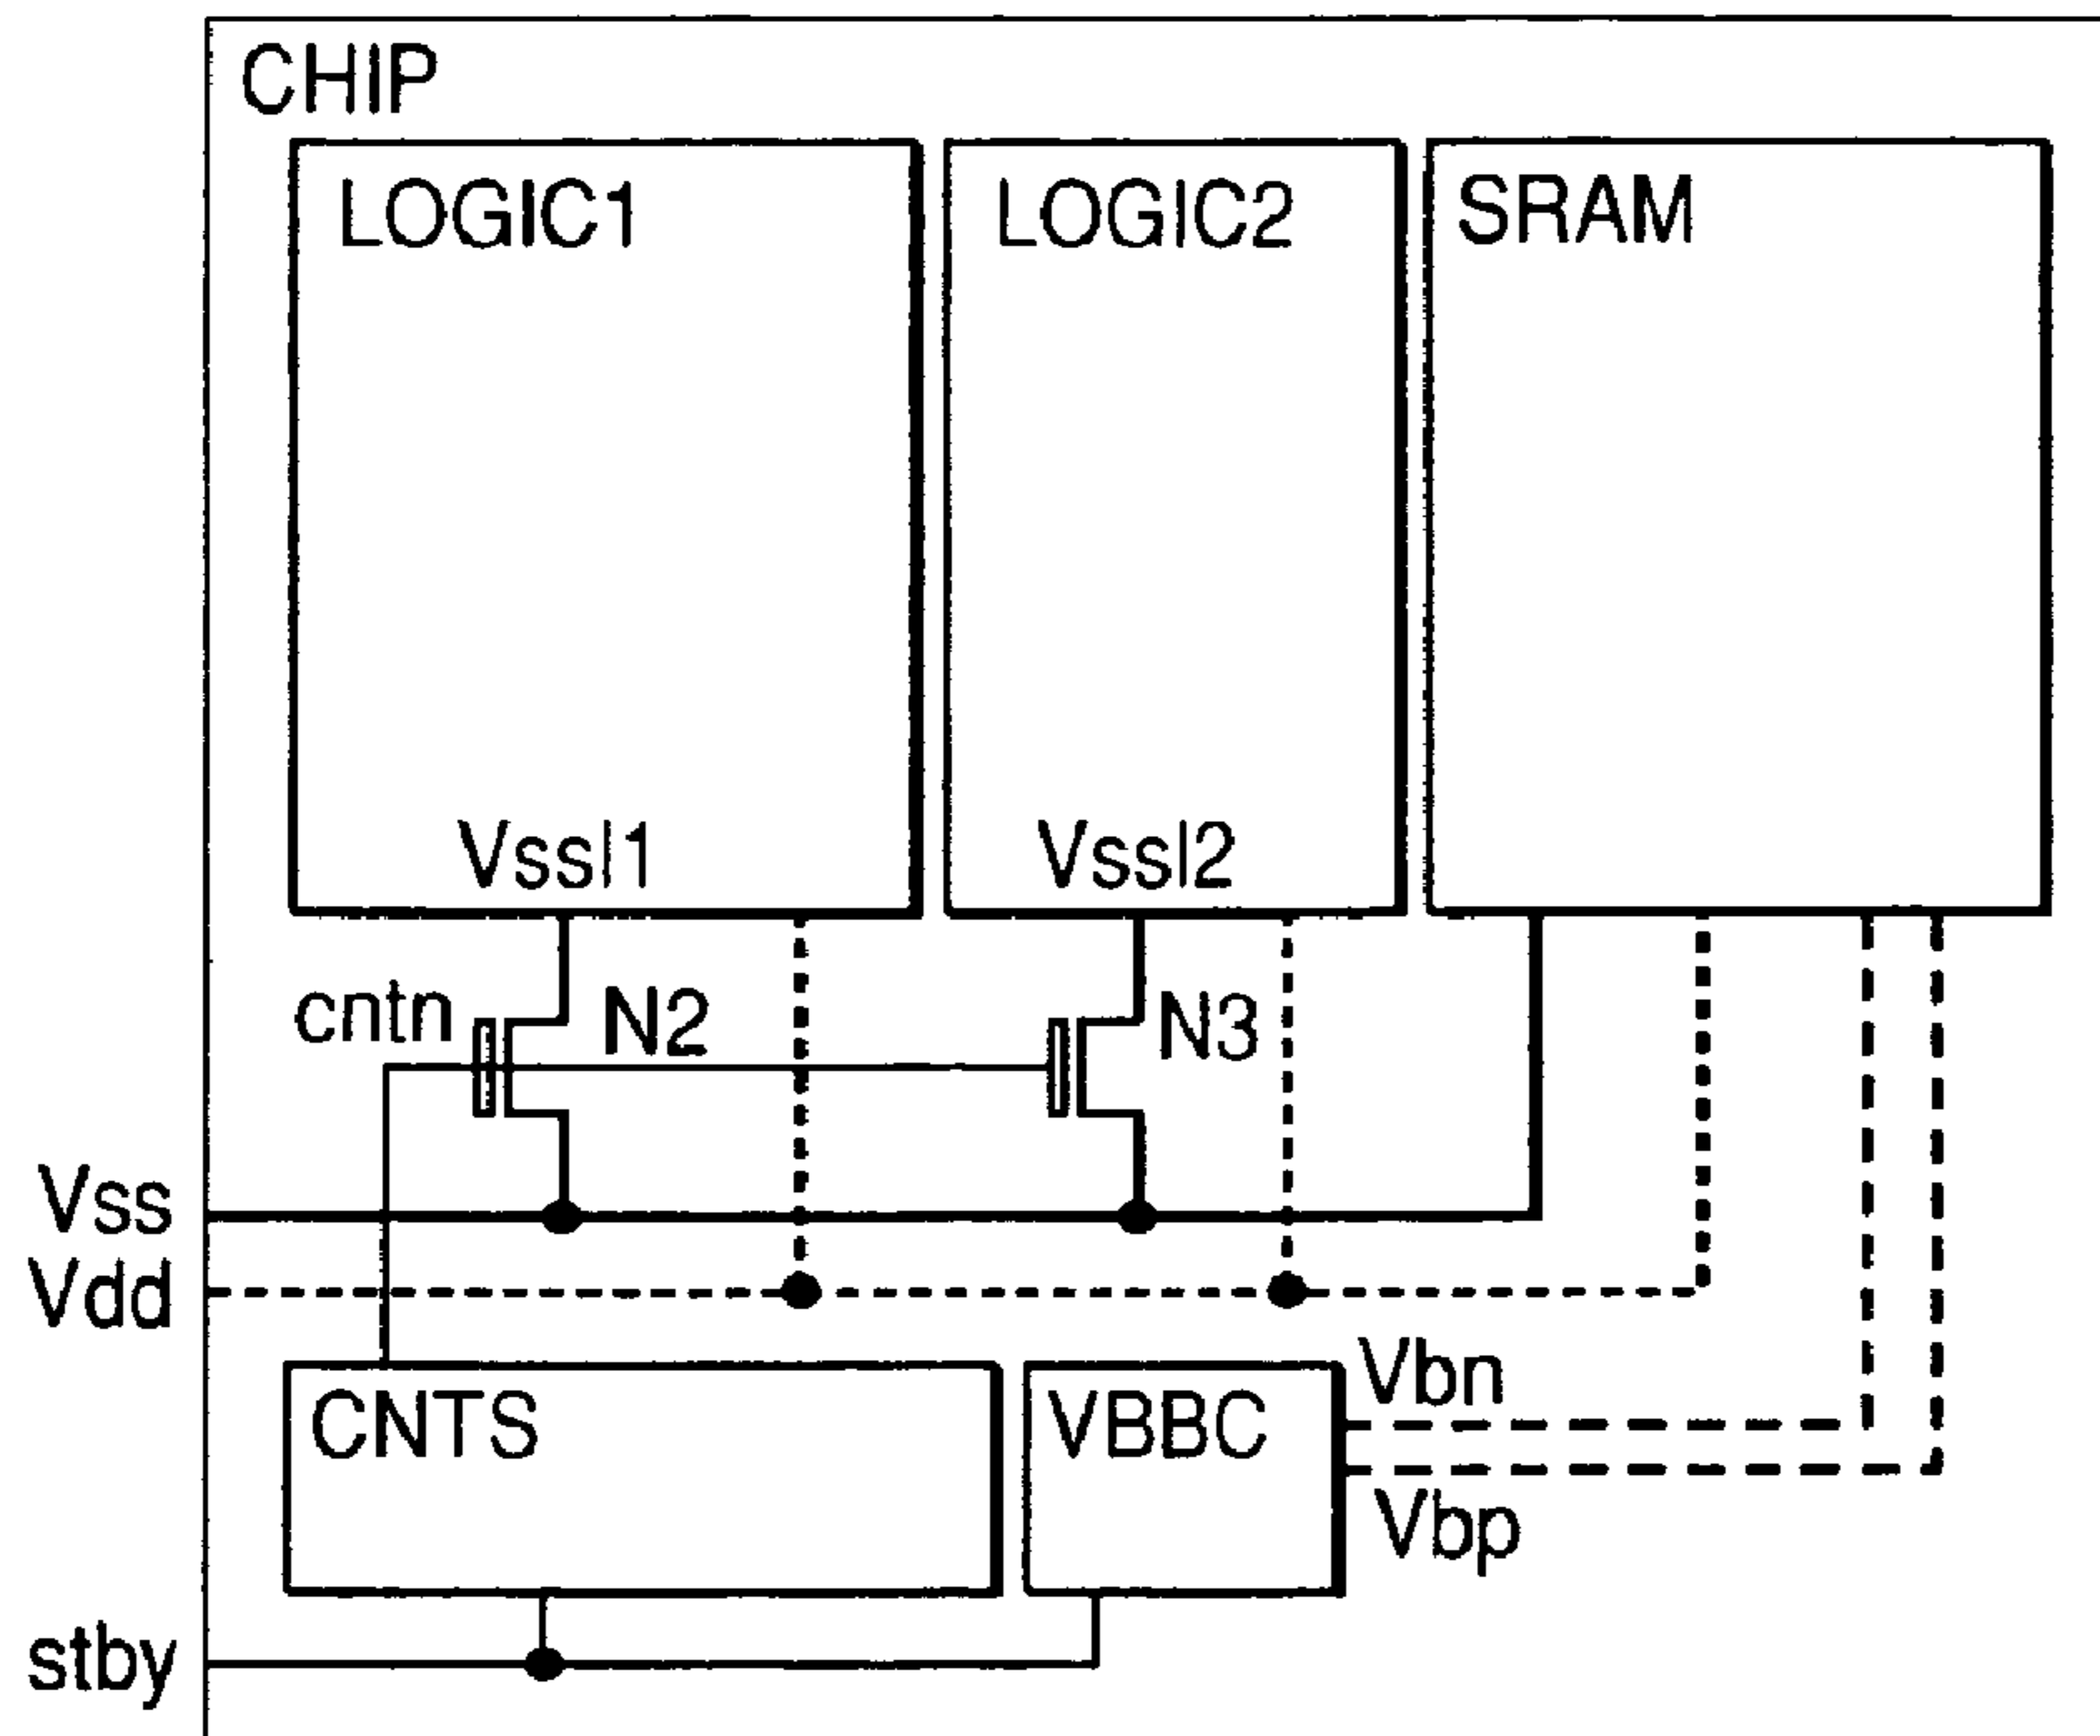 CHIP
LOGIC1
LOGIC2
SRAM
Vssl1
Vssl2
cntn
N2
N3
Vss
Vdd
CNTS
VBBC
Vbn
Vbp
stby